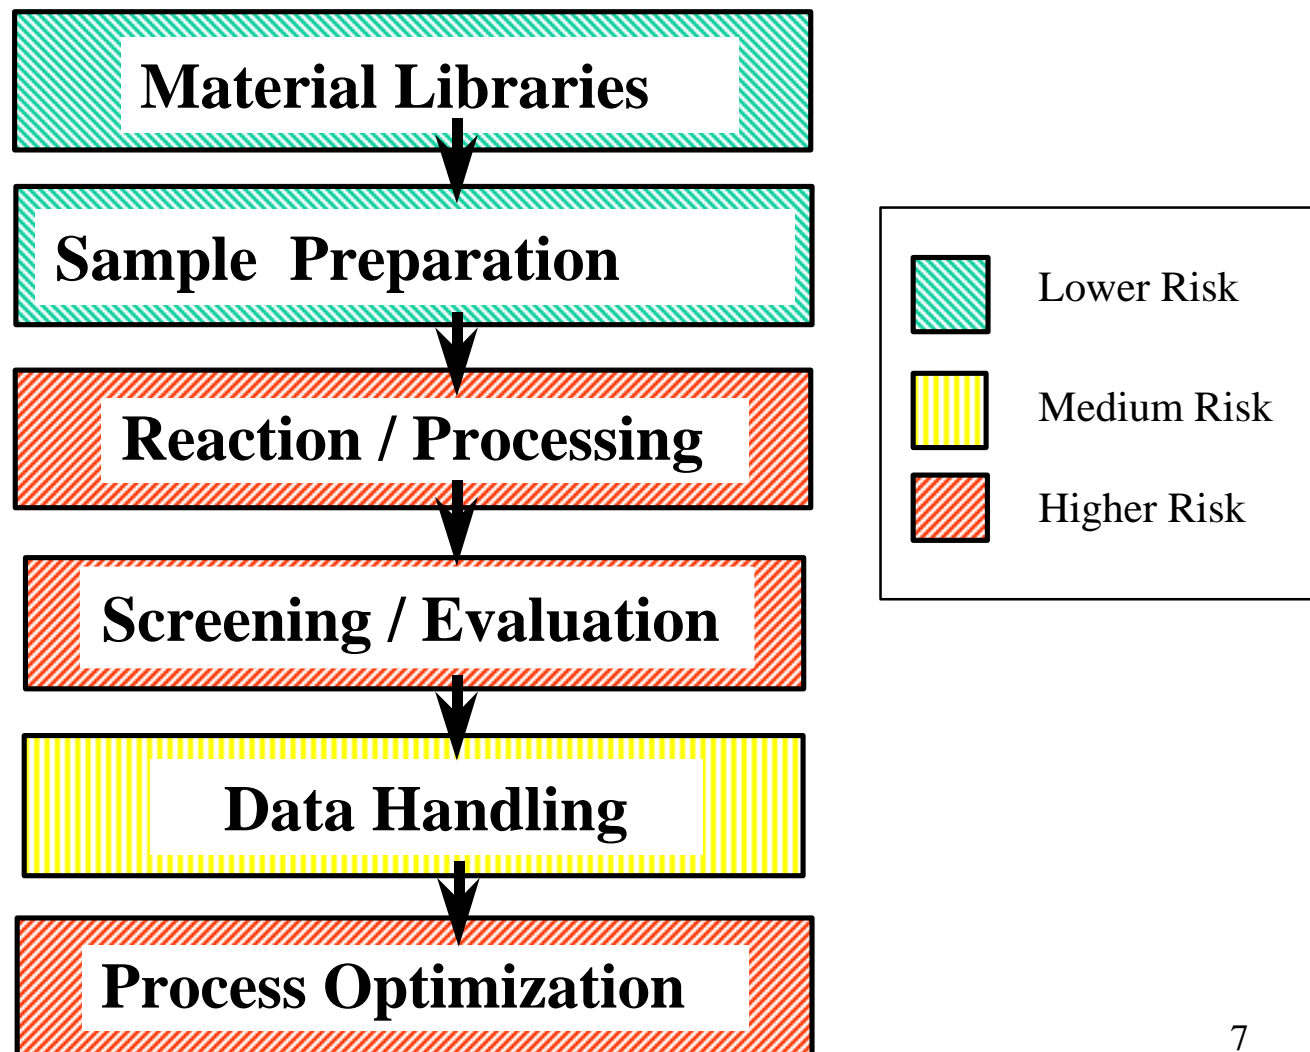 Material Libraries
Sample Preparation
Reaction / Processing
Screening / Evaluation
Data Handling
Process Optimization
Lower Risk
Medium Risk
Higher Risk
7